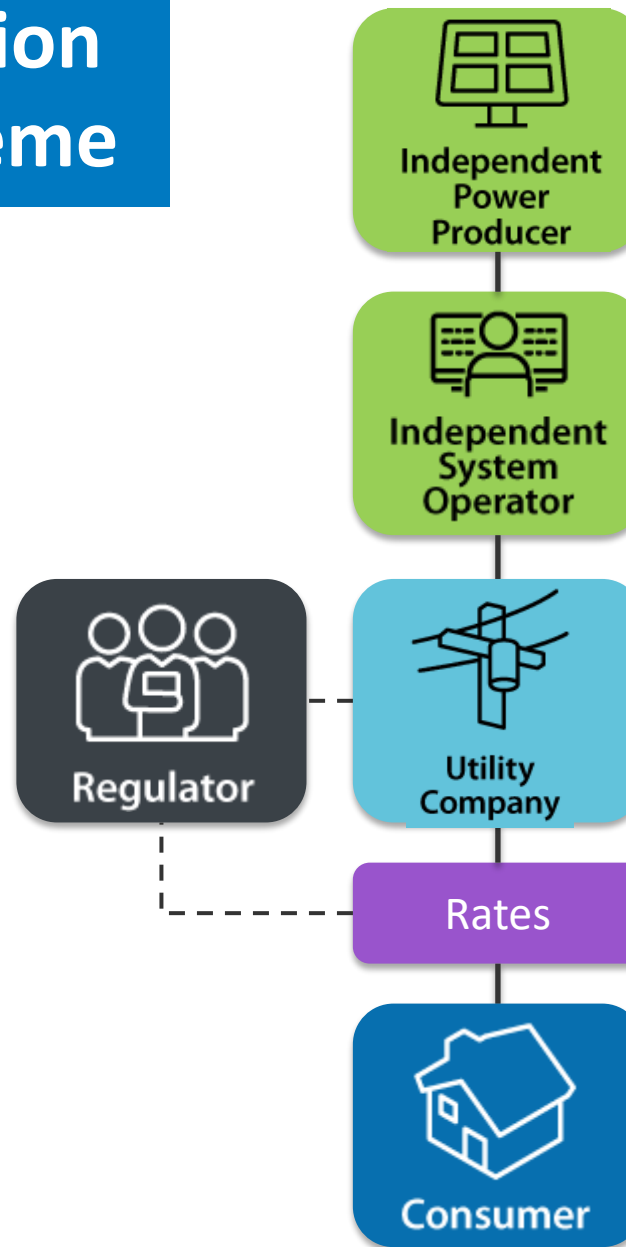 ion
eme
Independent
Power
Producer
Independent
System
Operator
Regulator
Utility
Company
Rates
Consumer